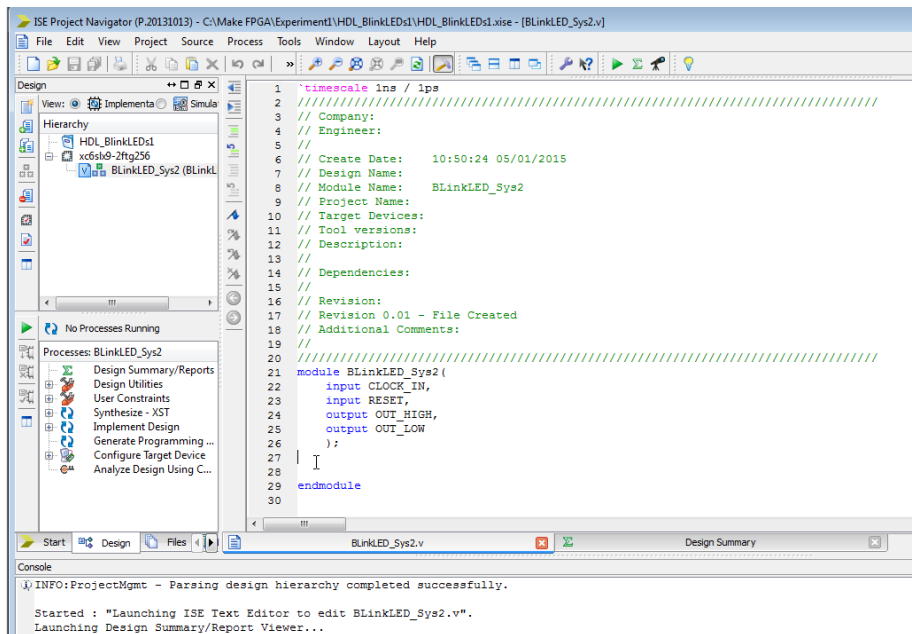 ISE Project Navigator (P.20131013) - C:\Make FPGA\Experiment1\HDL_BlinkLEDs1\HDL_BlinkLEDs1.xise - [BLinkLED_Sys2.v]
File Edit View Project Source Process Tools Window Layout Help
Design
View: Implementa Simula
Hierarchy
HDL_BLinkLEDs1
xc6slx9-2ftg256
BLinkLED_Sys2 (BLinkL
No Processes Running
Processes: BLinkLED_Sys2
Design Summary/Reports
Design Utilities
User Constraints
Synthesize - XST
Implement Design
Generate Programming ...
Configure Target Device
Analyze Design Using C...
Start Design Files
1 `timescale 1ns / 1ps
2 //////////////////////////////////////////////////////////////////////////////////
3 // Company:
4 // Engineer:
5 //
6 // Create Date: 10:50:24 05/01/2015
7 // Design Name:
8 // Module Name: BLinkLED_Sys2
9 // Project Name:
10 // Target Devices:
11 // Tool versions:
12 // Description:
13 //
14 // Dependencies:
15 //
16 // Revision:
17 // Revision 0.01 - File Created
18 // Additional Comments:
19 //
20 //////////////////////////////////////////////////////////////////////////////////
21 module BLinkLED_Sys2(
22 input CLOCK_IN,
23 input RESET,
24 output OUT_HIGH,
25 output OUT_LOW
26 );
27
28
29 endmodule
30
BLinkLED_Sys2.v Design Summary
Console
INFO:ProjectMgmt - Parsing design hierarchy completed successfully.
Started : "Launching ISE Text Editor to edit BLinkLED_Sys2.v".
Launching Design Summary/Report Viewer...